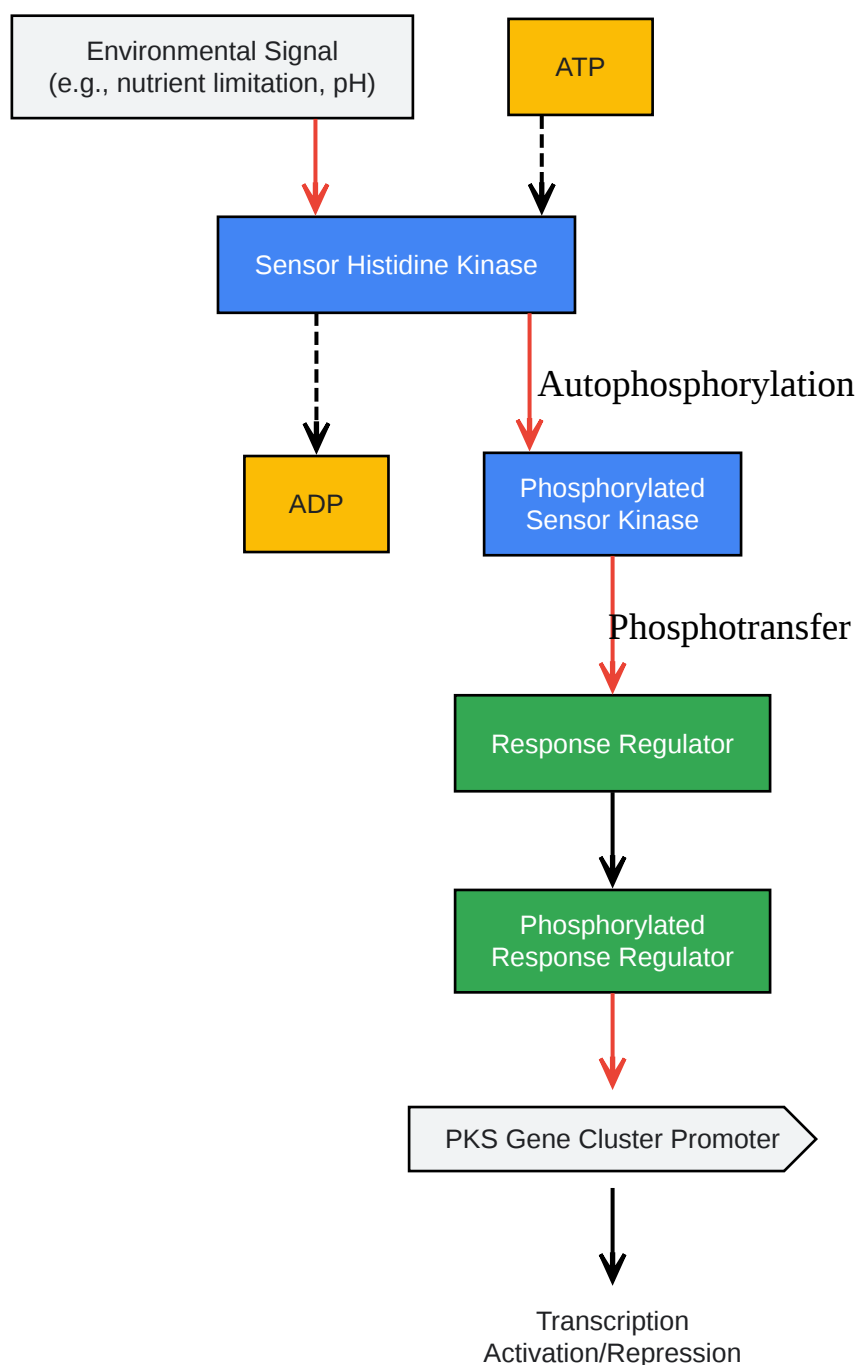 Environmental Signal
(e.g., nutrient limitation, pH)
ATP
Sensor Histidine Kinase
Autophosphorylation
ADP
Phosphorylated
Sensor Kinase
Phosphotransfer
Response Regulator
Phosphorylated
Response Regulator
PKS Gene Cluster Promoter
Transcription
Activation/Repression